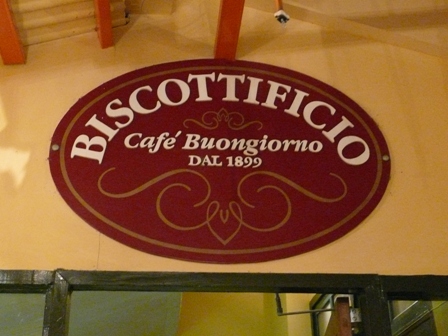 BISCOTTIFICIO
Café Buongiorno
DAL 1899